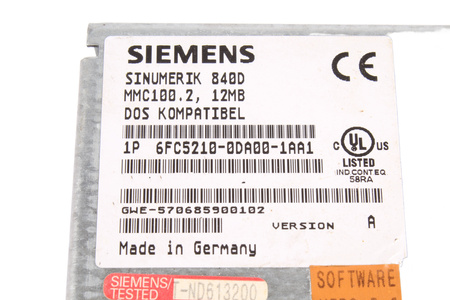 SIEMENS
SINUMERIK 840D
MMC100.2, 12MB
DOS KOMPATIBEL
CE
1P 6FC5210-0DA00-1AA1
C UL US
LISTED
IND CONT EQ
58RA
GWE-570685900102
VERSION A
Made in Germany
SIEMENS/
TESTED
T-ND613200
SOFTWARE